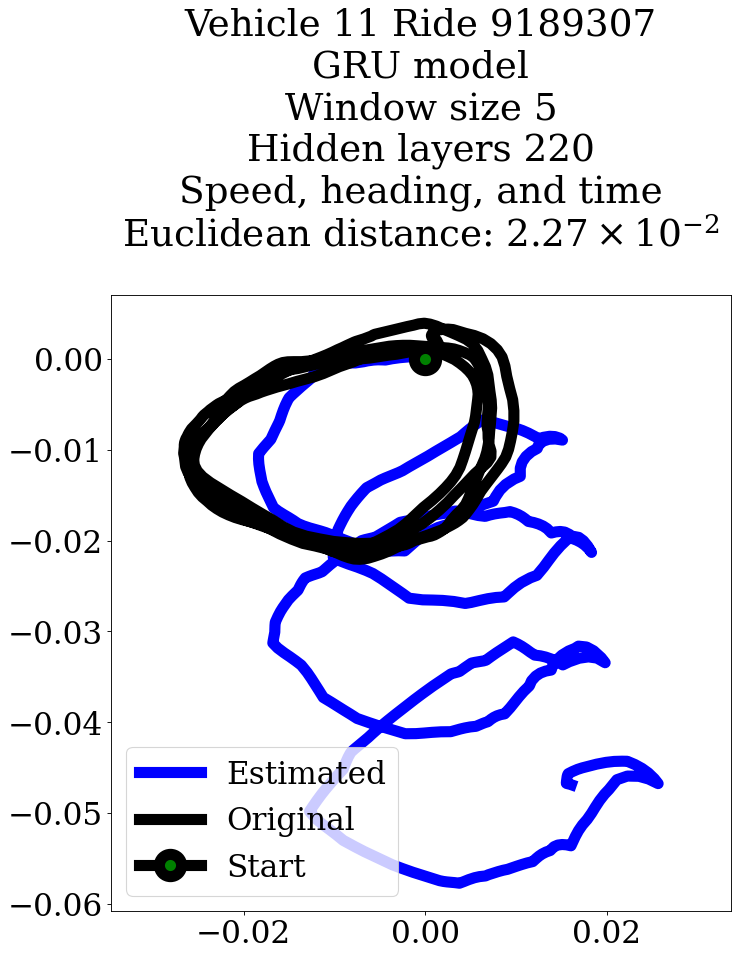 Vehicle 11 Ride 9189307
GRU model
Window size 5
Hidden layers 220
Speed, heading, and time
Euclidean distance: 2.27 × 10⁻²
0.00
−0.01
−0.02
−0.03
−0.04
−0.05
−0.06
Estimated
Original
Start
−0.02 0.00 0.02